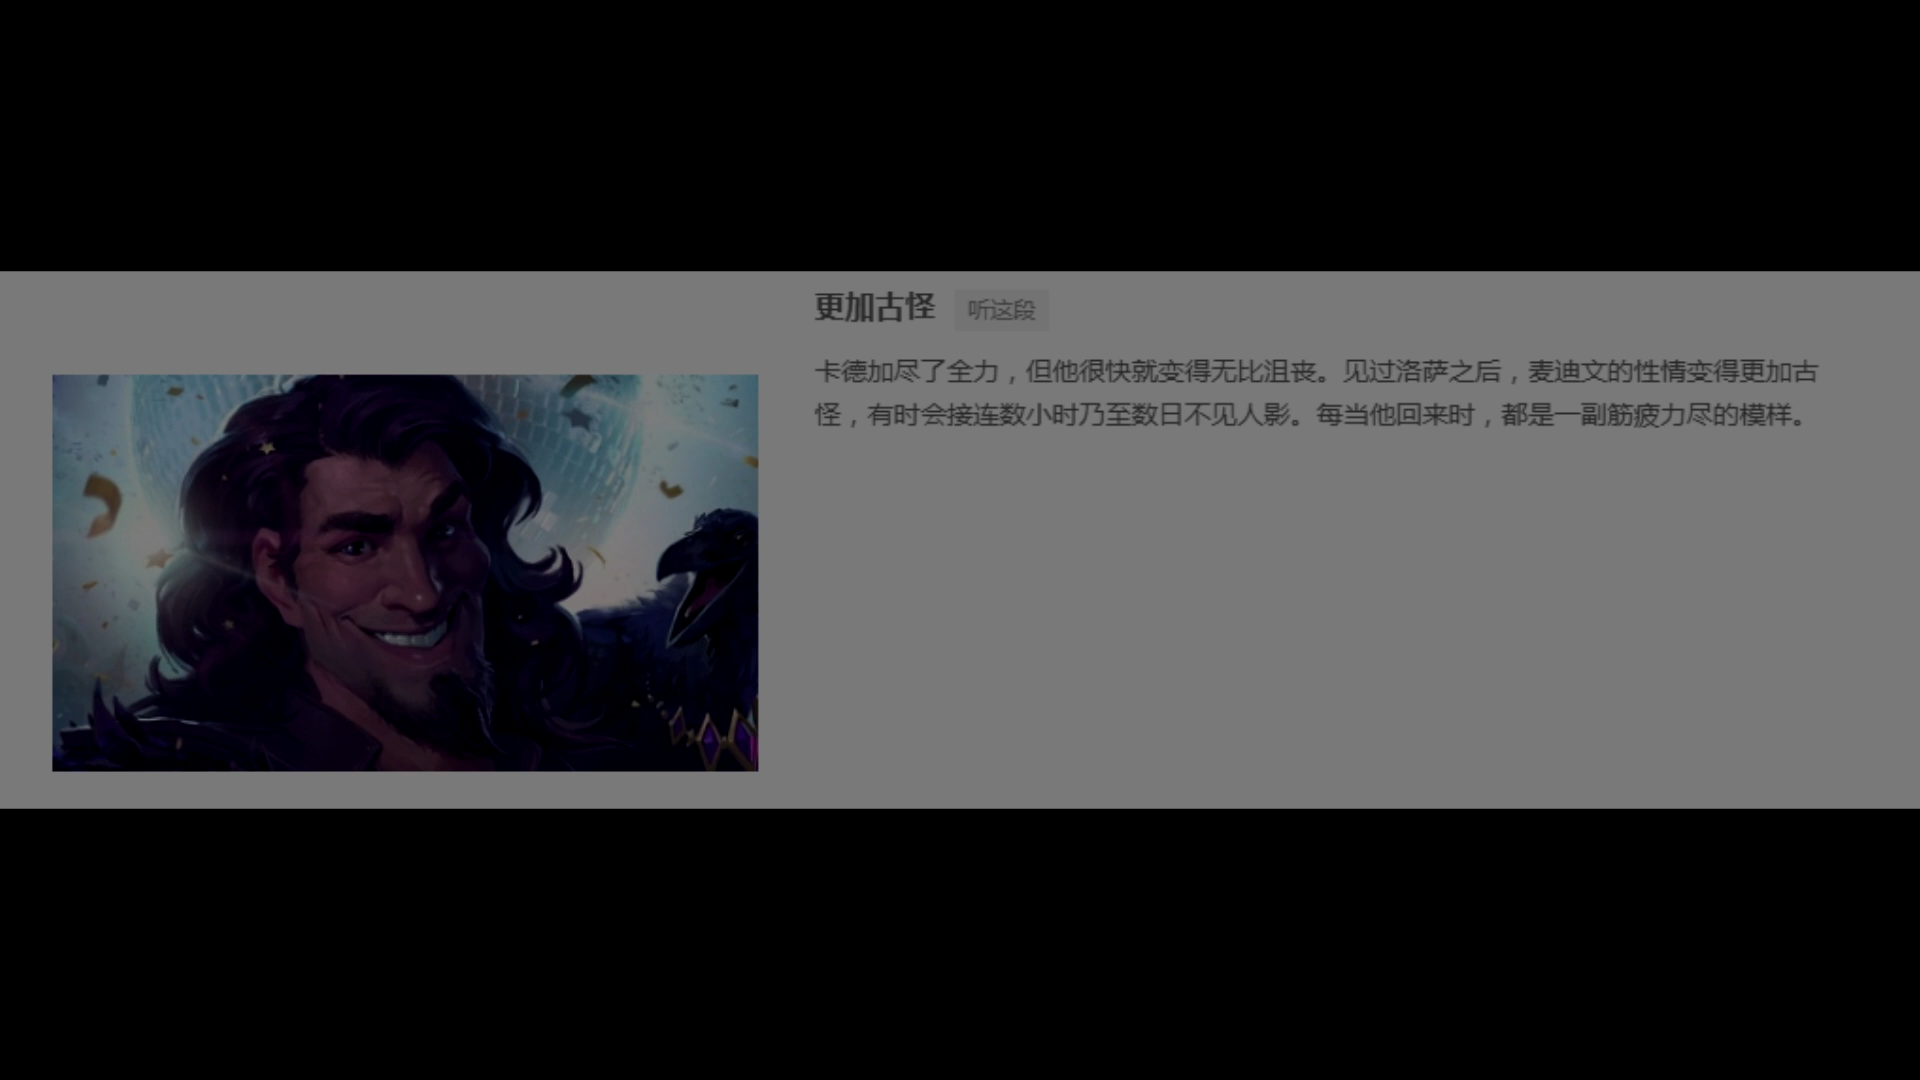 更加古怪 听这段
卡德加尽了全力，但他很快就变得无比沮丧。见过洛萨之后，麦迪文的性情变得更加古
怪，有时会接连数小时乃至数日不见人影。每当他回来时，都是一副筋疲力尽的模样。